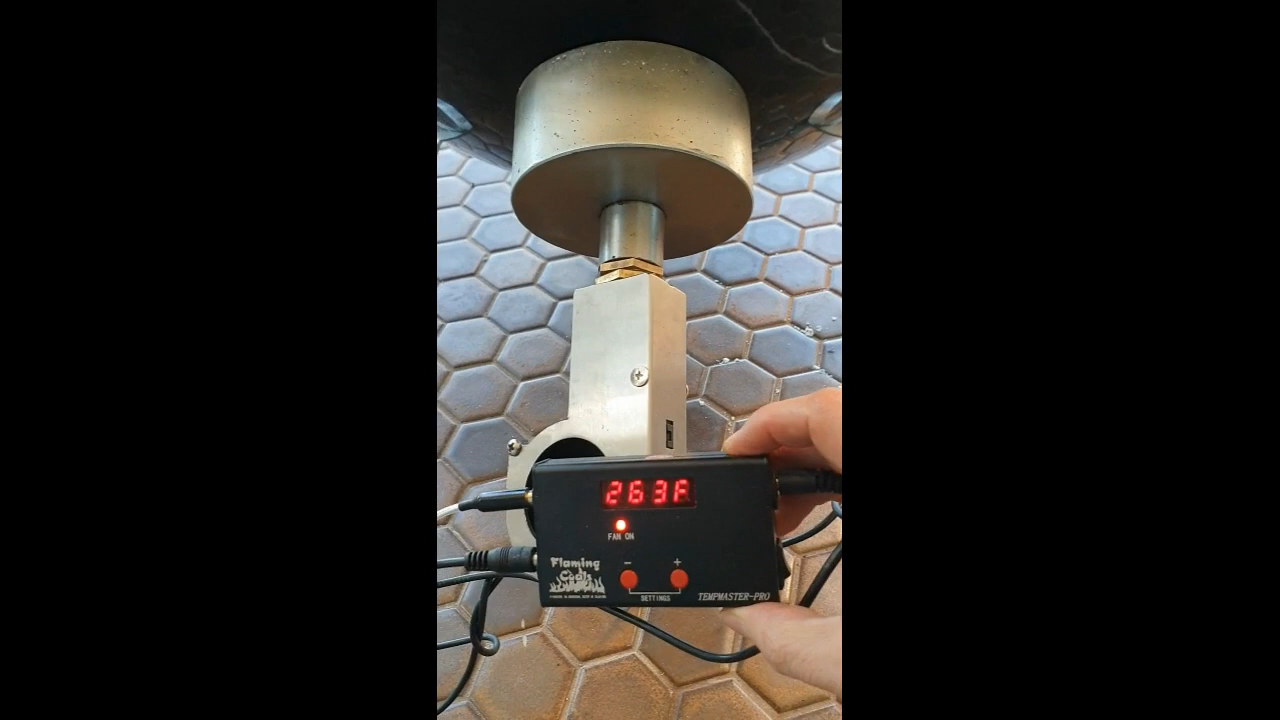 263F
FAN ON
Flaming
Coals
- +
SETTINGS
TEMPMASTER-PRO